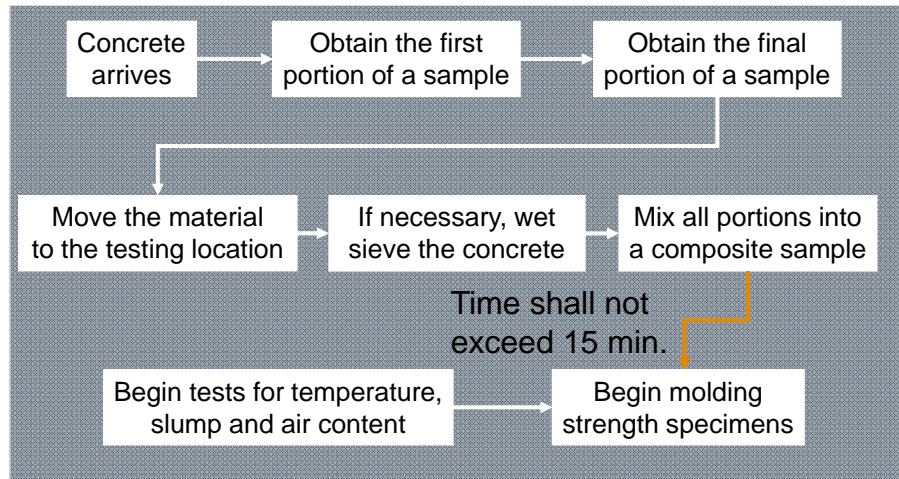 Concrete
arrives
Obtain the first
portion of a sample
Obtain the final
portion of a sample
Move the material
to the testing location
If necessary, wet
sieve the concrete
Mix all portions into
a composite sample
Time shall not
exceed 15 min.
Begin tests for temperature,
slump and air content
Begin molding
strength specimens